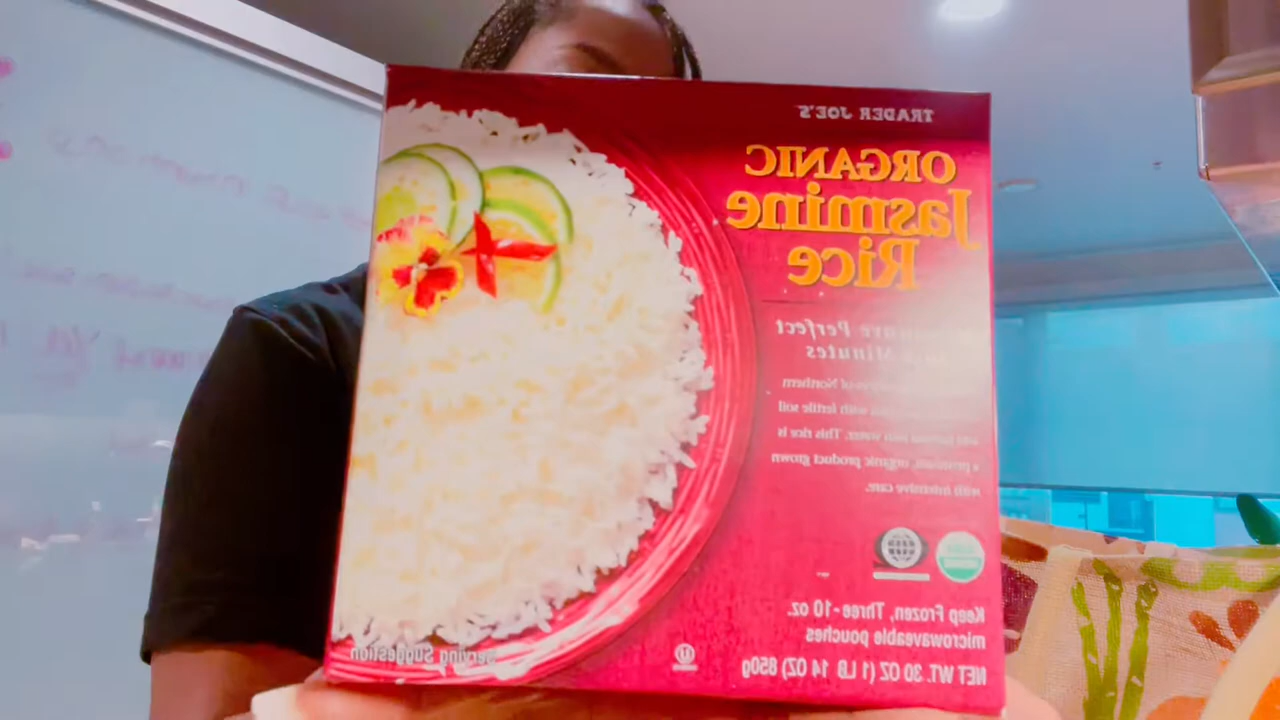 TRADER JOE'S
ORGANIC
Jasmine
Rice
Perfect
Minutes
of Northern
with fertile soil
water. This rice is
a premium, organic product grown
with intensive care.
Keep Frozen, Three-10 oz.
microwaveable pouches
NET WT. 30 OZ (1 LB 14 OZ) 850g
Serving Suggestion